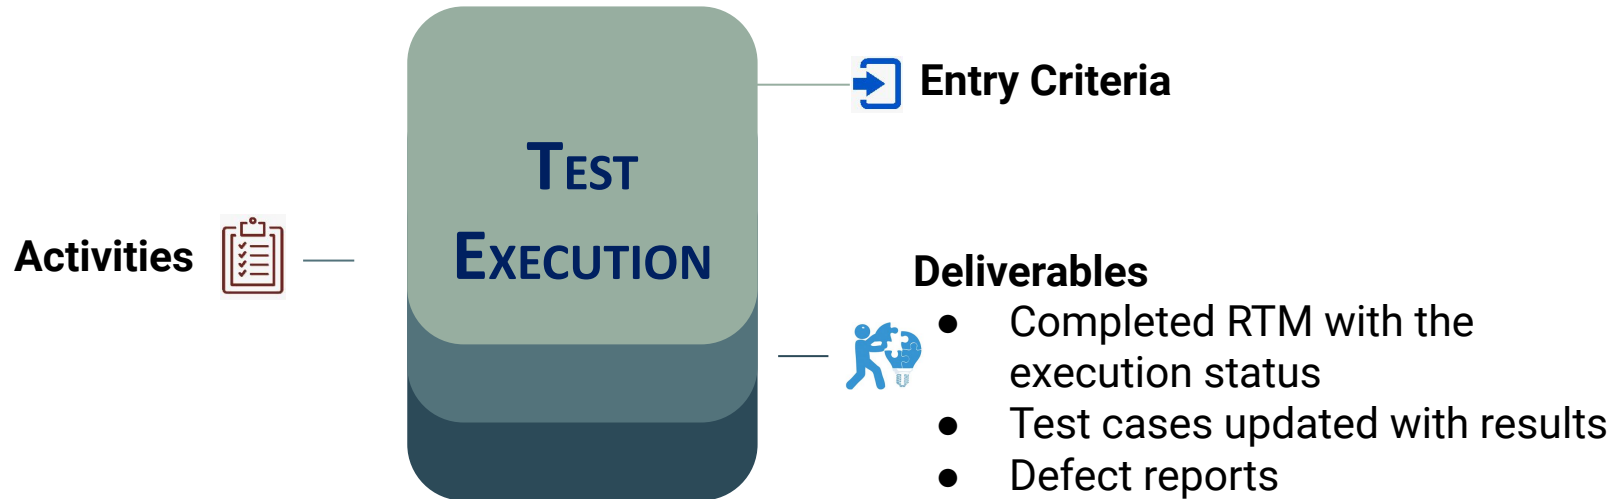 TEST
EXECUTION
Activities
Entry Criteria
Deliverables
● Completed RTM with the
execution status
● Test cases updated with results
● Defect reports